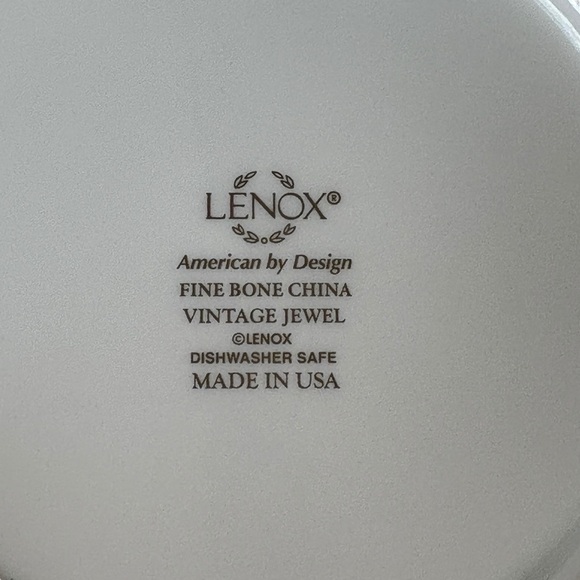 LENOX®
American by Design
FINE BONE CHINA
VINTAGE JEWEL
©LENOX
DISHWASHER SAFE
MADE IN USA